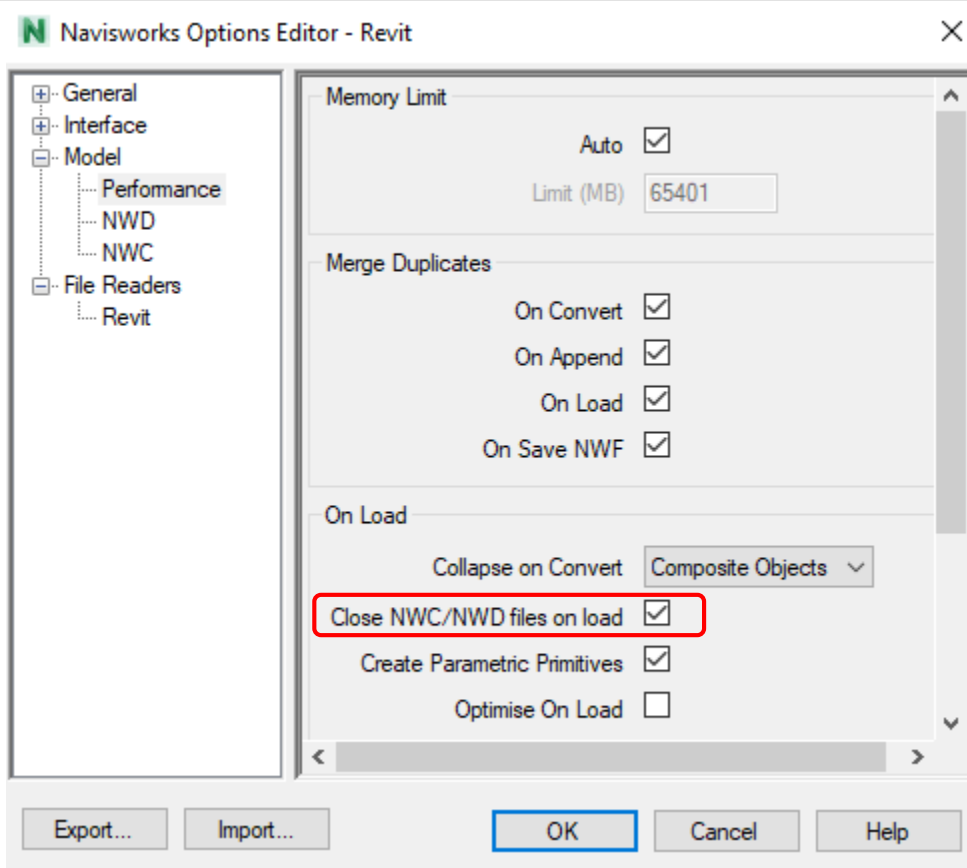 Navisworks Options Editor - Revit
General
Interface
Model
Performance
NWD
NWC
File Readers
Revit
Memory Limit
Auto
Limit (MB) 65401
Merge Duplicates
On Convert
On Append
On Load
On Save NWF
On Load
Collapse on Convert Composite Objects
Close NWC/NWD files on load
Create Parametric Primitives
Optimise On Load
Export... Import... OK Cancel Help